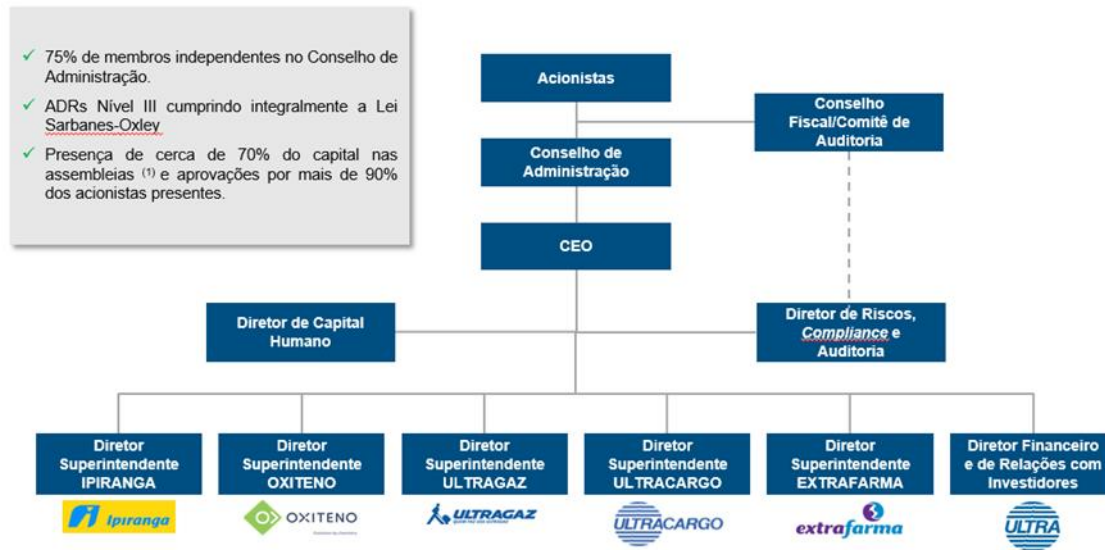 ✓ 75% de membros independentes no Conselho de
Administração.
✓ ADRs Nível III cumprindo integralmente a Lei
Sarbanes-Oxley
✓ Presença de cerca de 70% do capital nas
assembleias (1) e aprovações por mais de 90%
dos acionistas presentes.
Acionistas
Conselho
Fiscal/Comitê de
Auditoria
Conselho de
Administração
CEO
Diretor de Capital
Humano
Diretor de Riscos,
Compliance e
Auditoria
Diretor
Superintendente
IPIRANGA
Diretor
Superintendente
OXITENO
Diretor
Superintendente
ULTRAGAZ
Diretor
Superintendente
ULTRACARGO
Diretor
Superintendente
EXTRAFARMA
Diretor Financeiro
e de Relações com
Investidores
Ipiranga
OXITENO
ULTRAGAZ
ULTRACARGO
extrafarma
ULTRA